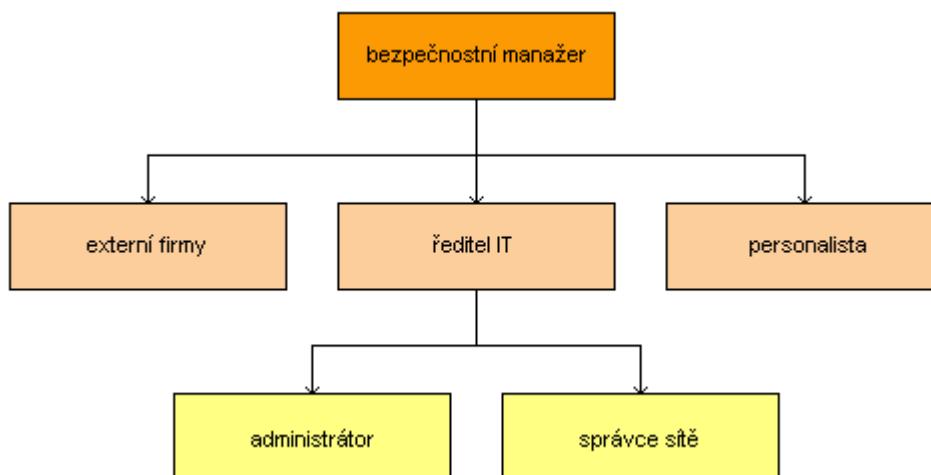 bezpečnostní manažer
externí firmy
ředitel IT
personalista
administrátor
správce sítě